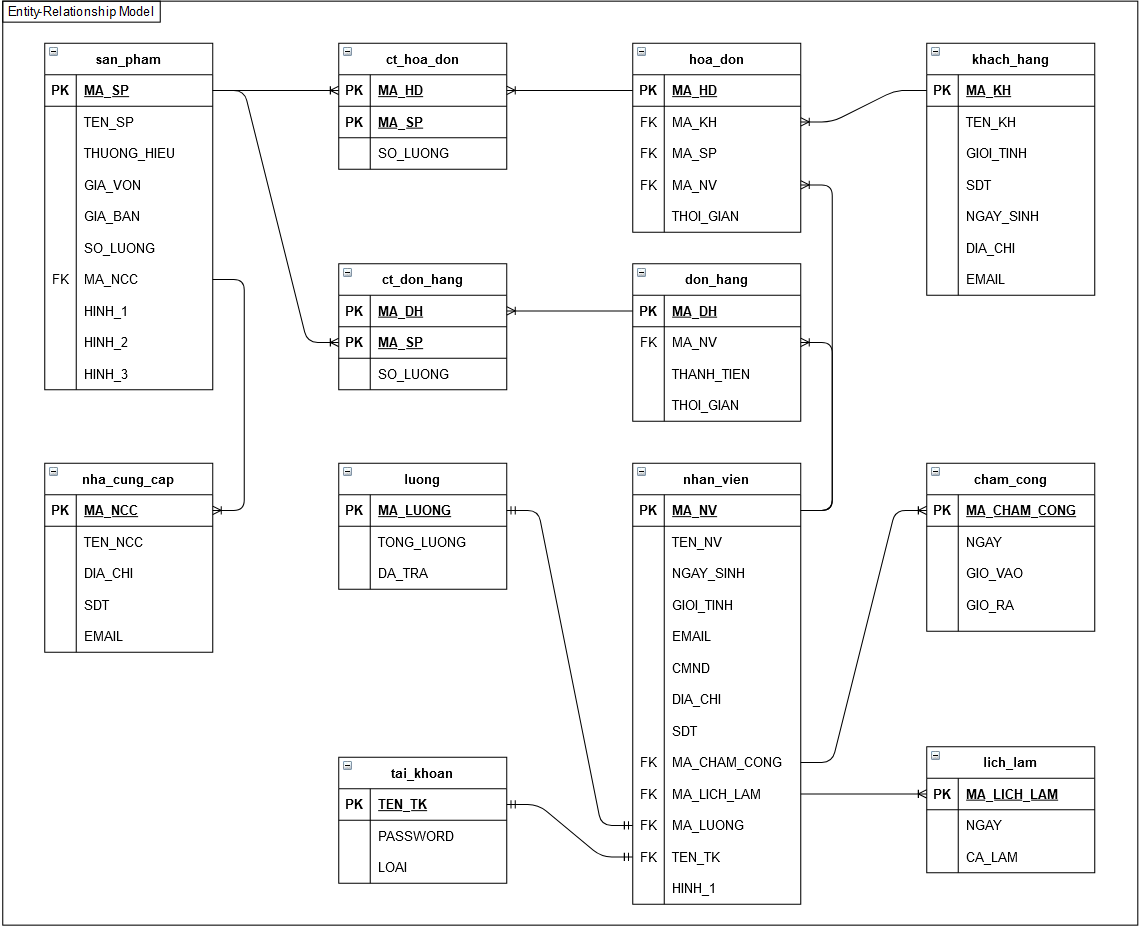 Entity-Relationship Model
san_pham
PK MA_SP
TEN_SP
THUONG_HIEU
GIA_VON
GIA_BAN
SO_LUONG
FK MA_NCC
HINH_1
HINH_2
HINH_3
ct_hoa_don
PK MA_HD
PK MA_SP
SO_LUONG
hoa_don
PK MA_HD
FK MA_KH
FK MA_SP
FK MA_NV
THOI_GIAN
khach_hang
PK MA_KH
TEN_KH
GIOI_TINH
SDT
NGAY_SINH
DIA_CHI
EMAIL
ct_don_hang
PK MA_DH
PK MA_SP
SO_LUONG
don_hang
PK MA_DH
FK MA_NV
THANH_TIEN
THOI_GIAN
nha_cung_cap
PK MA_NCC
TEN_NCC
DIA_CHI
SDT
EMAIL
luong
PK MA_LUONG
TONG_LUONG
DA_TRA
nhan_vien
PK MA_NV
TEN_NV
NGAY_SINH
GIOI_TINH
EMAIL
CMND
DIA_CHI
SDT
FK MA_CHAM_CONG
FK MA_LICH_LAM
FK MA_LUONG
FK TEN_TK
HINH_1
cham_cong
PK MA_CHAM_CONG
NGAY
GIO_VAO
GIO_RA
tai_khoan
PK TEN_TK
PASSWORD
LOAI
lich_lam
PK MA_LICH_LAM
NGAY
CA_LAM